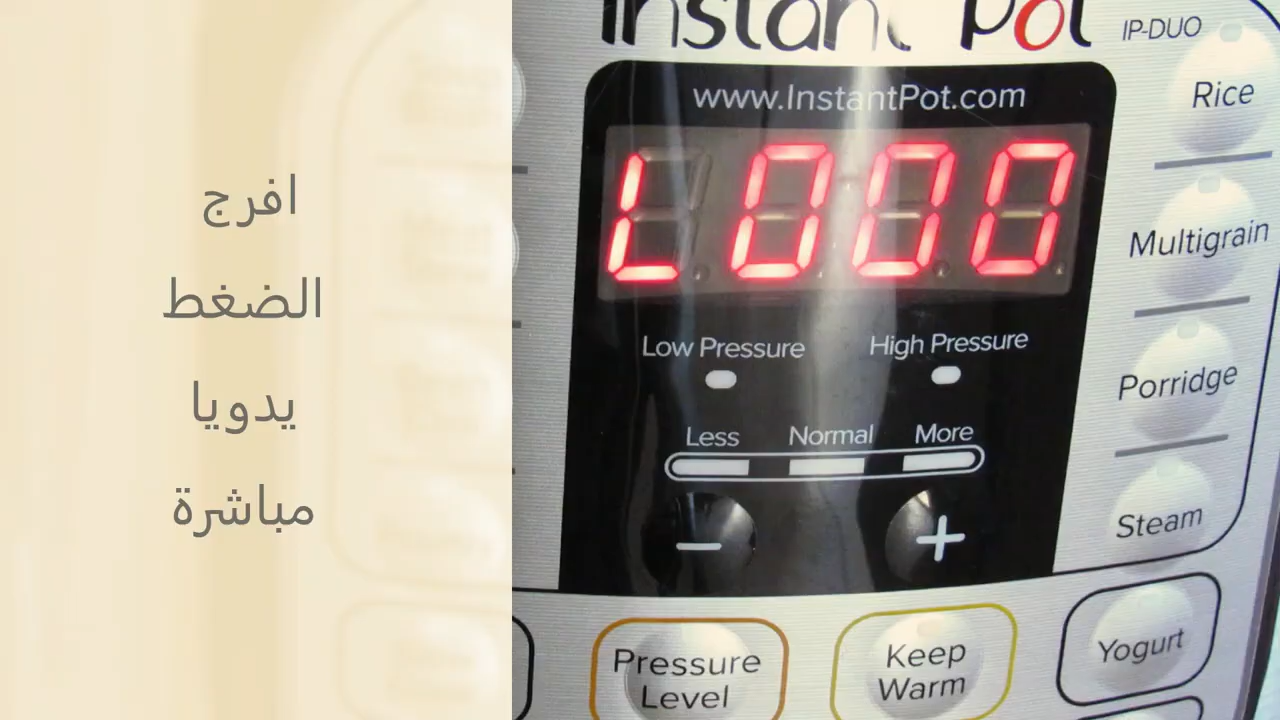 افرج
الضغط
يدويا
مباشرة
Instant Pot
IP-DUO
www.InstantPot.com
L000
Low Pressure
High Pressure
Less
Normal
More
−
+
Rice
Multigrain
Porridge
Steam
Pressure
Level
Keep
Warm
Yogurt